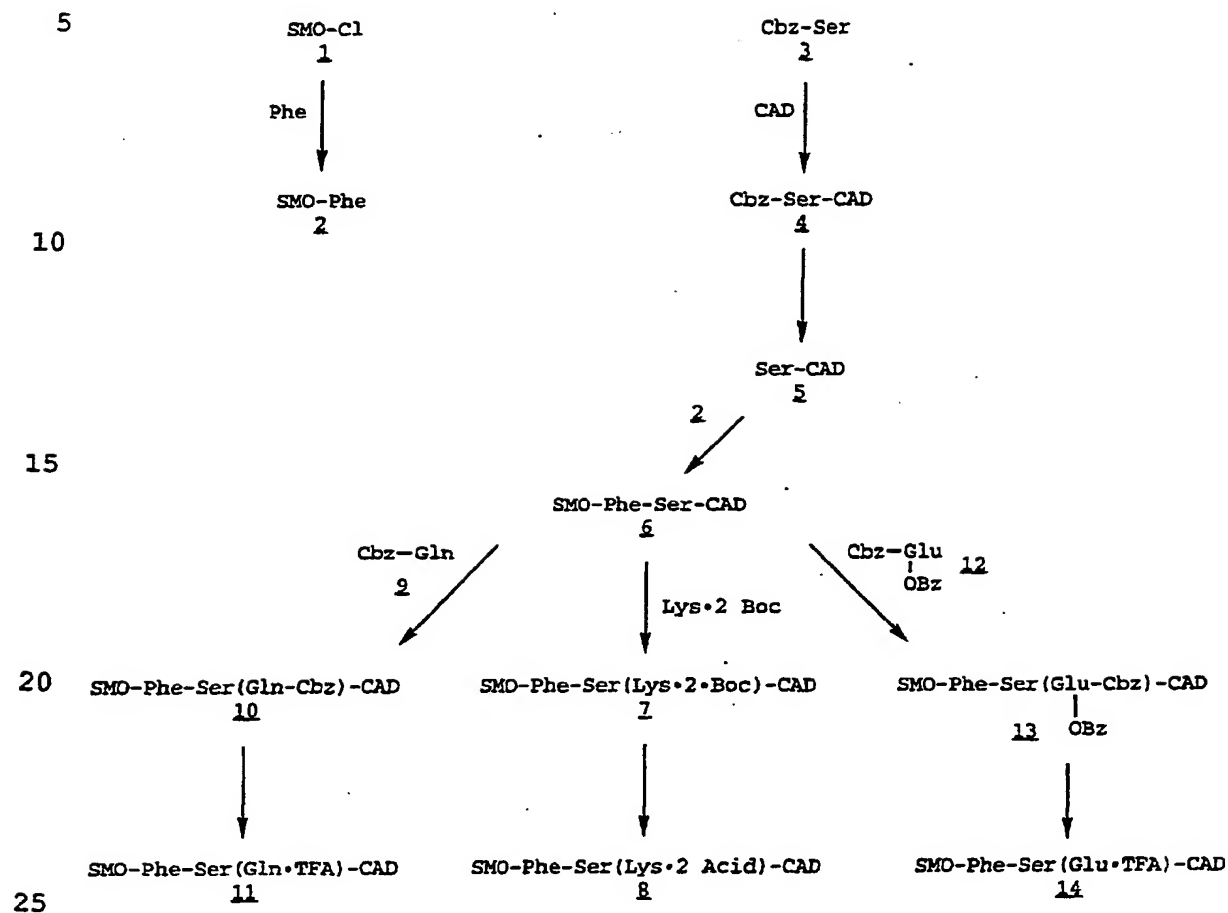 5
SMO-Cl
1
Cbz-Ser
3
Phe
CAD
SMO-Phe
2
Cbz-Ser-CAD
4
10
Ser-CAD
5
2
15
SMO-Phe-Ser-CAD
6
Cbz-Gln
9
Lys•2 Boc
Cbz-Glu
OBz
12
20
SMO-Phe-Ser(Gln-Cbz)-CAD
10
SMO-Phe-Ser(Lys•2•Boc)-CAD
7
SMO-Phe-Ser(Glu-Cbz)-CAD
OBz
13
SMO-Phe-Ser(Gln•TFA)-CAD
11
SMO-Phe-Ser(Lys•2 Acid)-CAD
8
SMO-Phe-Ser(Glu•TFA)-CAD
14
25